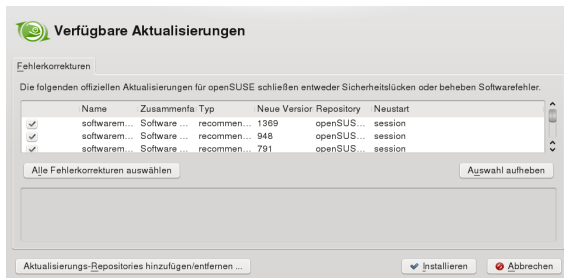 Verfügbare Aktualisierungen
Fehlerkorrekturen
Die folgenden offiziellen Aktualisierungen für openSUSE schließen entweder Sicherheitslücken oder beheben Softwarefehler.
Name Zusammenfa Typ Neue Version Repository Neustart
softwarem... Software ... recommen... 1369 openSUS... session
softwarem... Software ... recommen... 948 openSUS... session
softwarem... Software ... recommen... 791 openSUS... session
Alle Fehlerkorrekturen auswählen Auswahl aufheben
Aktualisierungs-Repositories hinzufügen/entfernen ... Installieren Abbrechen